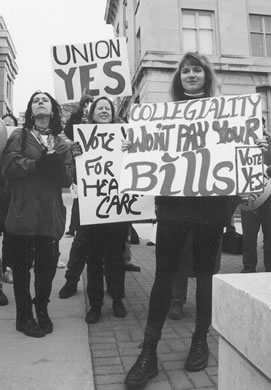 UNION
YES
VOTE
FOR
HEA
CARE
COLLEGIALITY
WON'T PAY YOUR
BILLS
VOTE
YES